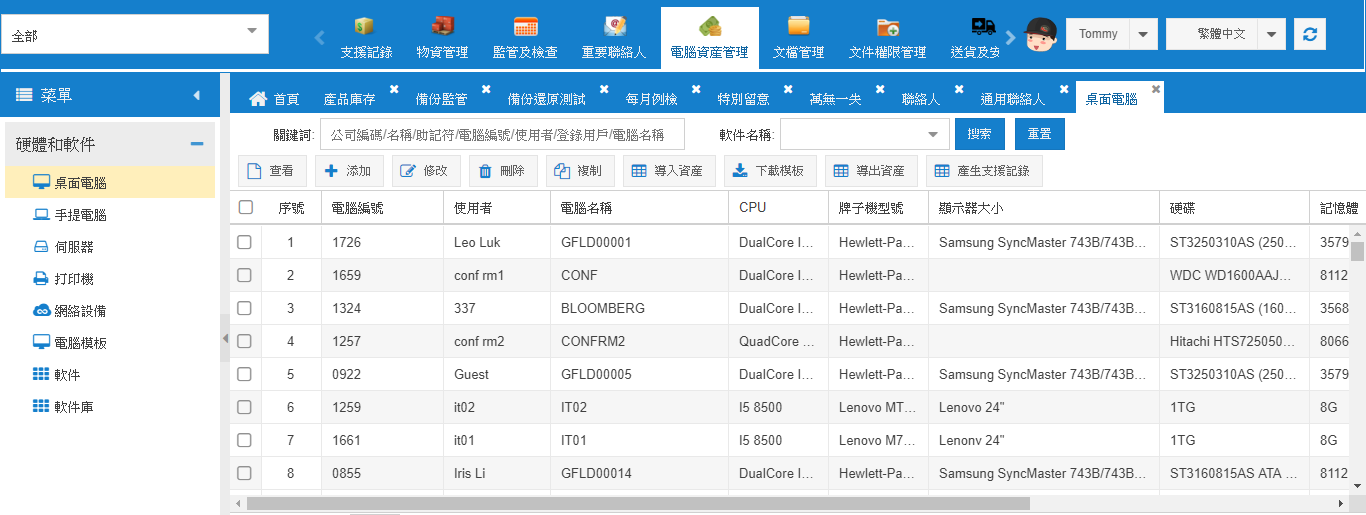 全部
支援記錄 物資管理 監管及檢查 重要聯絡人 電腦資產管理 文檔管理 文件權限管理 送貨及安
Tommy 繁體中文
菜單
首頁 產品庫存 備份監管 備份還原測試 每月例檢 特別留意 萬無一失 聯絡人 通用聯絡人 桌面電腦
關鍵詞: 公司編碼/名稱/助記符/電腦編號/使用者/登錄用戶/電腦名稱 軟件名稱: 搜索 重置
查看 添加 修改 刪除 複制 導入資產 下載模板 導出資產 產生支援記錄
硬體和軟件
桌面電腦
手提電腦
伺服器
打印機
網絡設備
電腦模板
軟件
軟件庫
序號 電腦編號 使用者 電腦名稱 CPU 牌子機型號 顯示器大小 硬碟 記憶體
1 1726 Leo Luk GFLD00001 DualCore I... Hewlett-Pa... Samsung SyncMaster 743B/743B... ST3250310AS (250... 3579
2 1659 conf rm1 CONF DualCore I... Hewlett-Pa... WDC WD1600AAJ... 8112
3 1324 337 BLOOMBERG DualCore I... Hewlett-Pa... Samsung SyncMaster 743B/743B... ST3160815AS (160... 3568
4 1257 conf rm2 CONFRM2 QuadCore ... Hewlett-Pa... Hitachi HTS725050... 8066
5 0922 Guest GFLD00005 DualCore I... Hewlett-Pa... Samsung SyncMaster 743B/743B... ST3250310AS (250... 3579
6 1259 it02 IT02 I5 8500 Lenovo MT... Lenovo 24" 1TG 8G
7 1661 it01 IT01 I5 8500 Lenovo M7... Lenonv 24" 1TG 8G
8 0855 Iris Li GFLD00014 DualCore I... Hewlett-Pa... Samsung SyncMaster 743B/743B... ST3160815AS ATA ... 8112